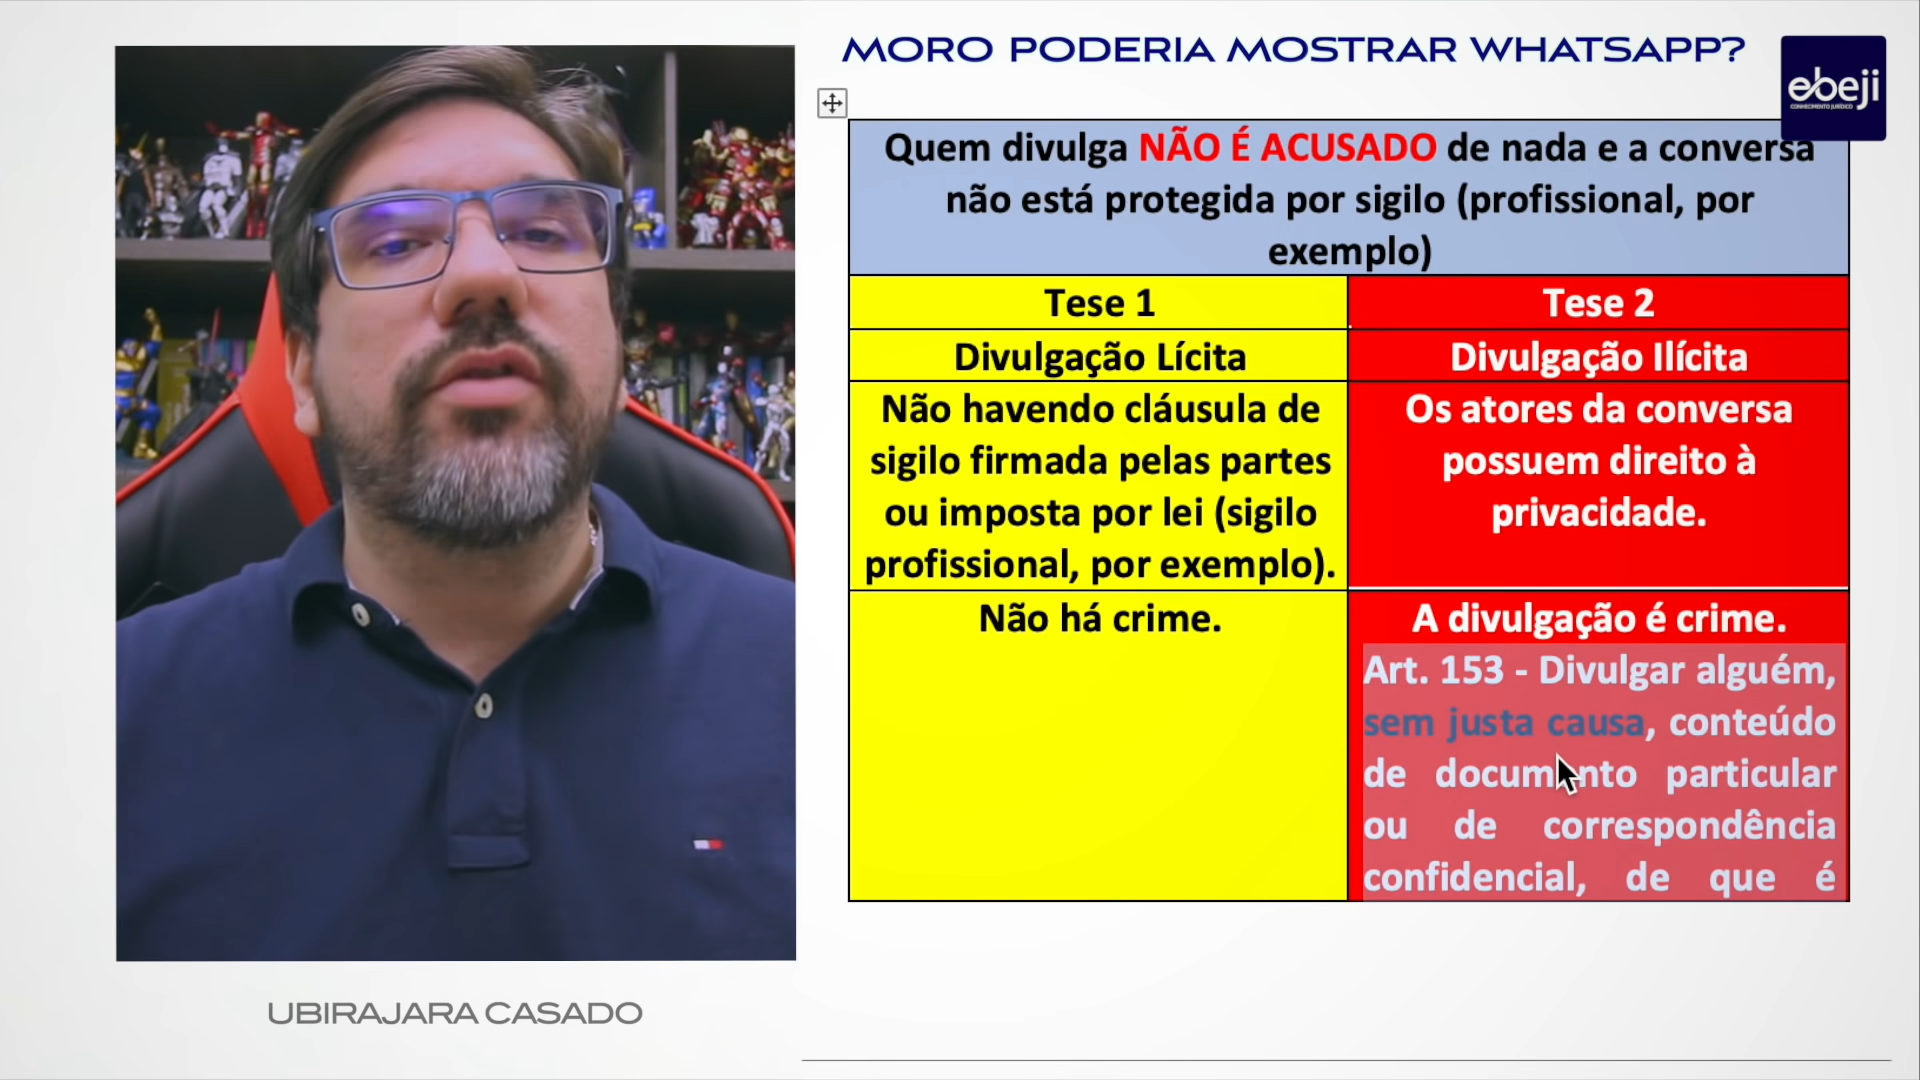 MORO PODERIA MOSTRAR WHATSAPP?
ebeji
CONHECIMENTO JURÍDICO
Quem divulga NÃO É ACUSADO de nada e a conversa
não está protegida por sigilo (profissional, por
exemplo)
Tese 1
Tese 2
Divulgação Lícita
Divulgação Ilícita
Não havendo cláusula de
sigilo firmada pelas partes
ou imposta por lei (sigilo
profissional, por exemplo).
Os atores da conversa
possuem direito à
privacidade.
Não há crime.
A divulgação é crime.
Art. 153 - Divulgar alguém,
sem justa causa, conteúdo
de documento particular
ou de correspondência
confidencial, de que é
UBIRAJARA CASADO